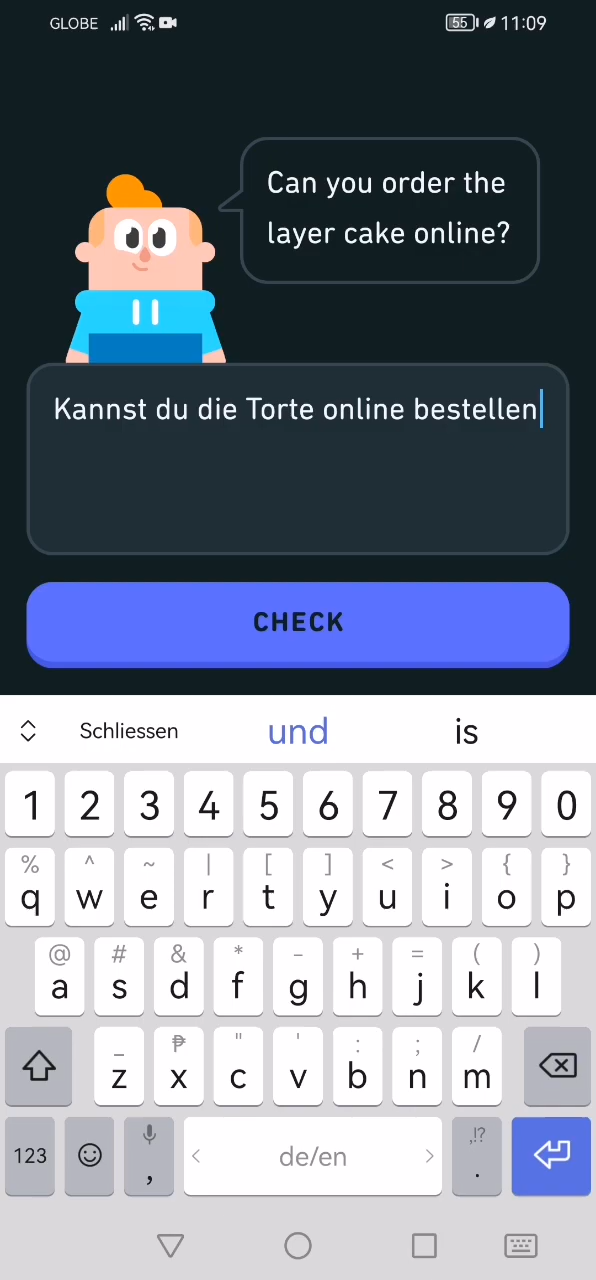 GLOBE 55 11:09
Can you order the
layer cake online?
Kannst du die Torte online bestellen
CHECK
Schliessen und is
1 2 3 4 5 6 7 8 9 0
% ^ ~ | [ ] < > { }
q w e r t y u i o p
@ # & * - + = ( )
a s d f g h j k l
_ ₱ " ' : ; /
z x c v b n m
123 , < de/en > ,!? .